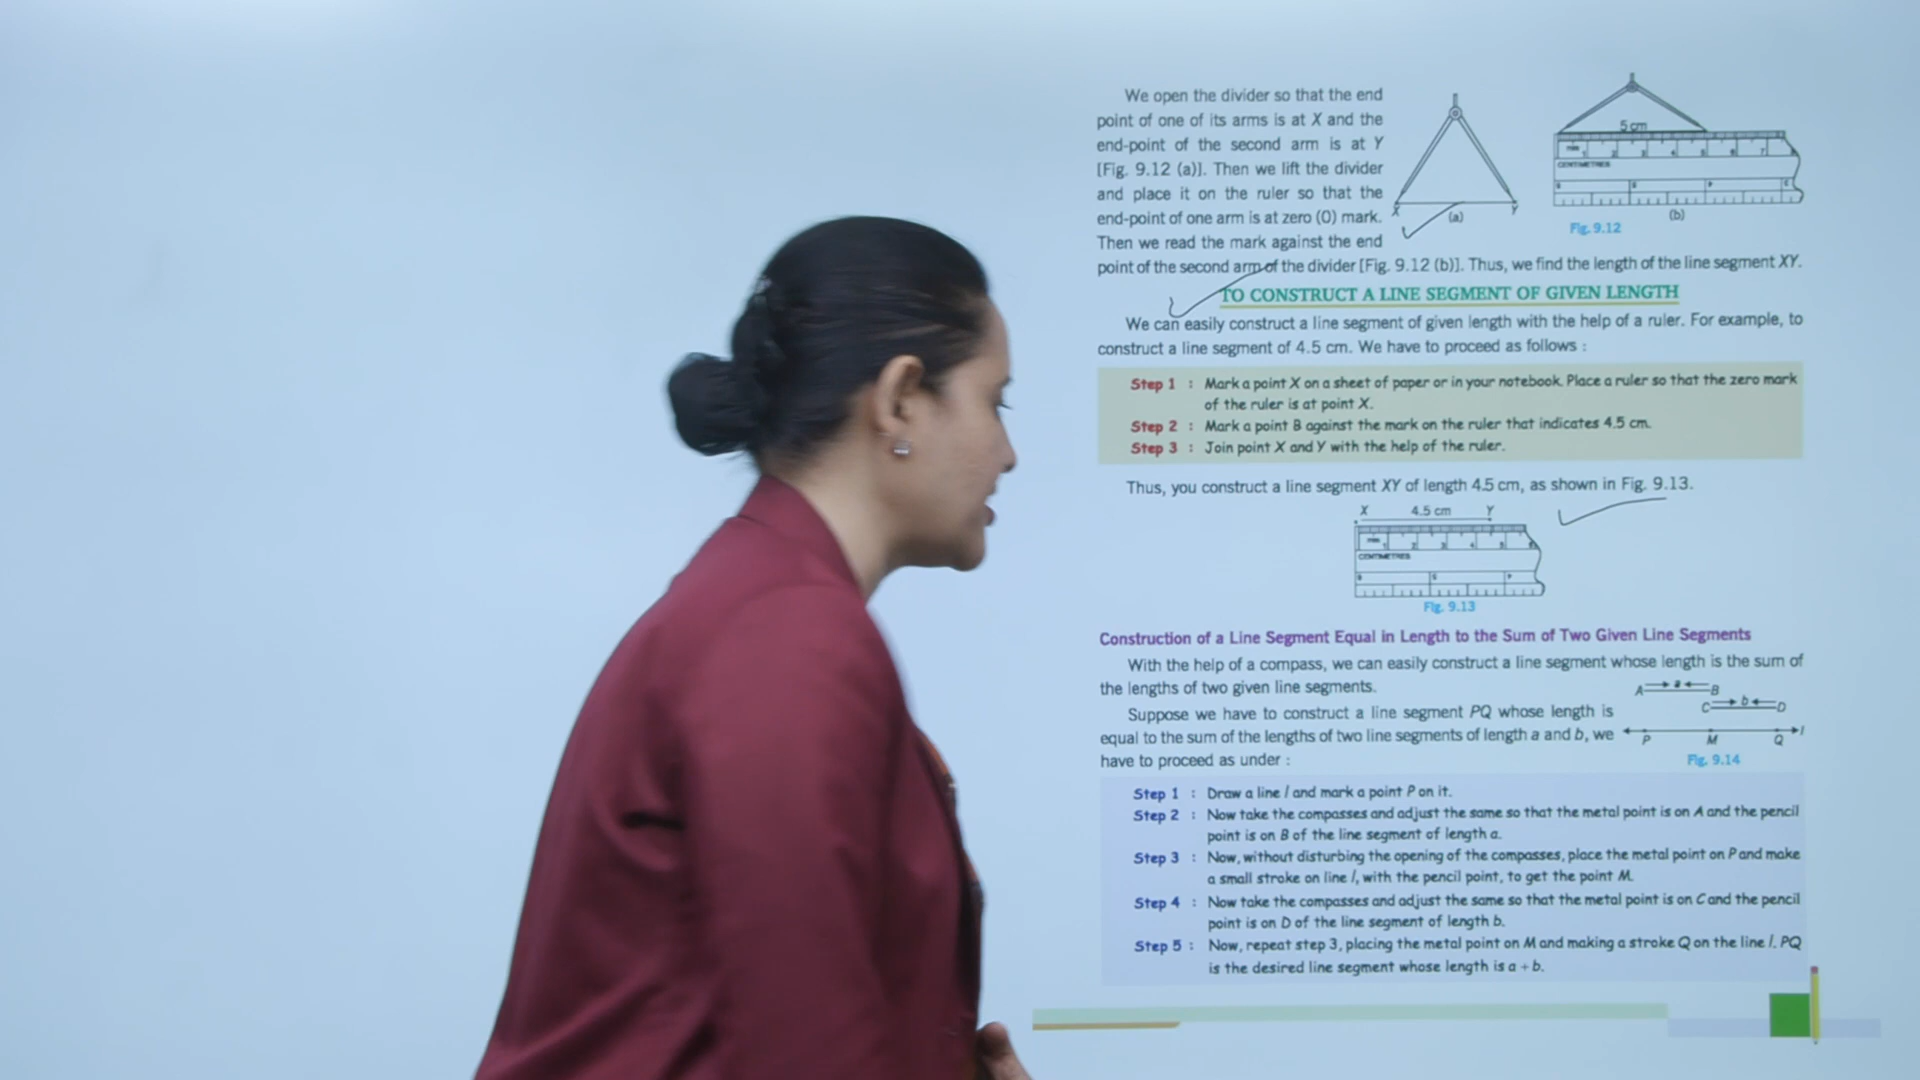 We open the divider so that the end
point of one of its arms is at X and the
end-point of the second arm is at Y
[Fig. 9.12 (a)]. Then we lift the divider
and place it on the ruler so that the
end-point of one arm is at zero (0) mark.
Then we read the mark against the end
point of the second arm of the divider [Fig. 9.12 (b)]. Thus, we find the length of the line segment XY.
X
Y
(a)
5 cm
mm 1 2 3 4 5 6 7
CENTIMETRES
(b)
Fig. 9.12
TO CONSTRUCT A LINE SEGMENT OF GIVEN LENGTH
We can easily construct a line segment of given length with the help of a ruler. For example, to
construct a line segment of 4.5 cm. We have to proceed as follows :
Step 1 : Mark a point X on a sheet of paper or in your notebook. Place a ruler so that the zero mark
of the ruler is at point X.
Step 2 : Mark a point B against the mark on the ruler that indicates 4.5 cm.
Step 3 : Join point X and Y with the help of the ruler.
Thus, you construct a line segment XY of length 4.5 cm, as shown in Fig. 9.13.
X 4.5 cm Y
mm 1 2 3 4 5
CENTIMETRES
Fig. 9.13
Construction of a Line Segment Equal in Length to the Sum of Two Given Line Segments
With the help of a compass, we can easily construct a line segment whose length is the sum of
the lengths of two given line segments.
A a B
C b D
Suppose we have to construct a line segment PQ whose length is
equal to the sum of the lengths of two line segments of length a and b, we
have to proceed as under :
P M Q l
Fig. 9.14
Step 1 : Draw a line l and mark a point P on it.
Step 2 : Now take the compasses and adjust the same so that the metal point is on A and the pencil
point is on B of the line segment of length a.
Step 3 : Now, without disturbing the opening of the compasses, place the metal point on P and make
a small stroke on line l, with the pencil point, to get the point M.
Step 4 : Now take the compasses and adjust the same so that the metal point is on C and the pencil
point is on D of the line segment of length b.
Step 5 : Now, repeat step 3, placing the metal point on M and making a stroke Q on the line l. PQ
is the desired line segment whose length is a + b.